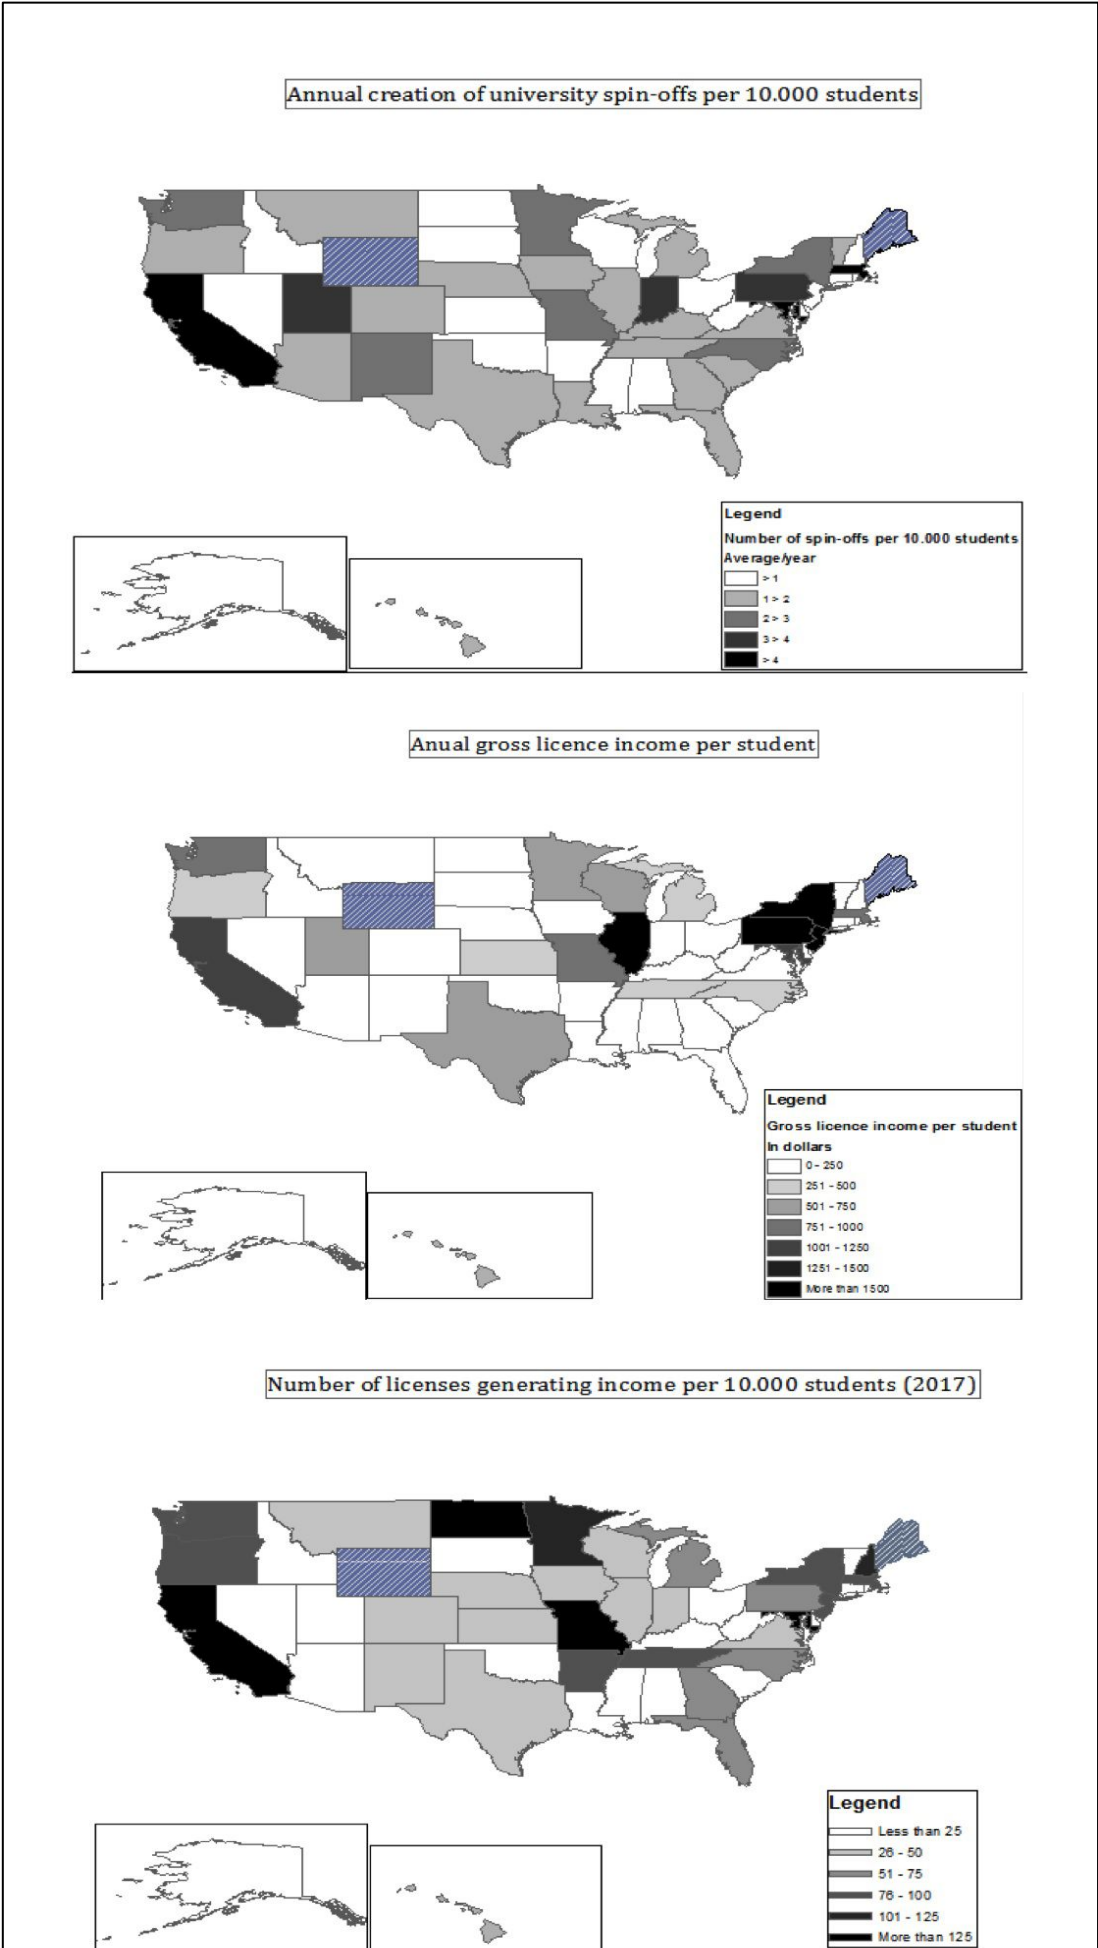 Annual creation of university spin-offs per 10.000 students
Legend
Number of spin-offs per 10.000 students
Average/year
> 1
1 > 2
2 > 3
3 > 4
> 4
Anual gross licence income per student
Legend
Gross licence income per student
In dollars
0 - 250
251 - 500
501 - 750
751 - 1000
1001 - 1250
1251 - 1500
More than 1500
Number of licenses generating income per 10.000 students (2017)
Legend
Less than 25
26 - 50
51 - 75
76 - 100
101 - 125
More than 125